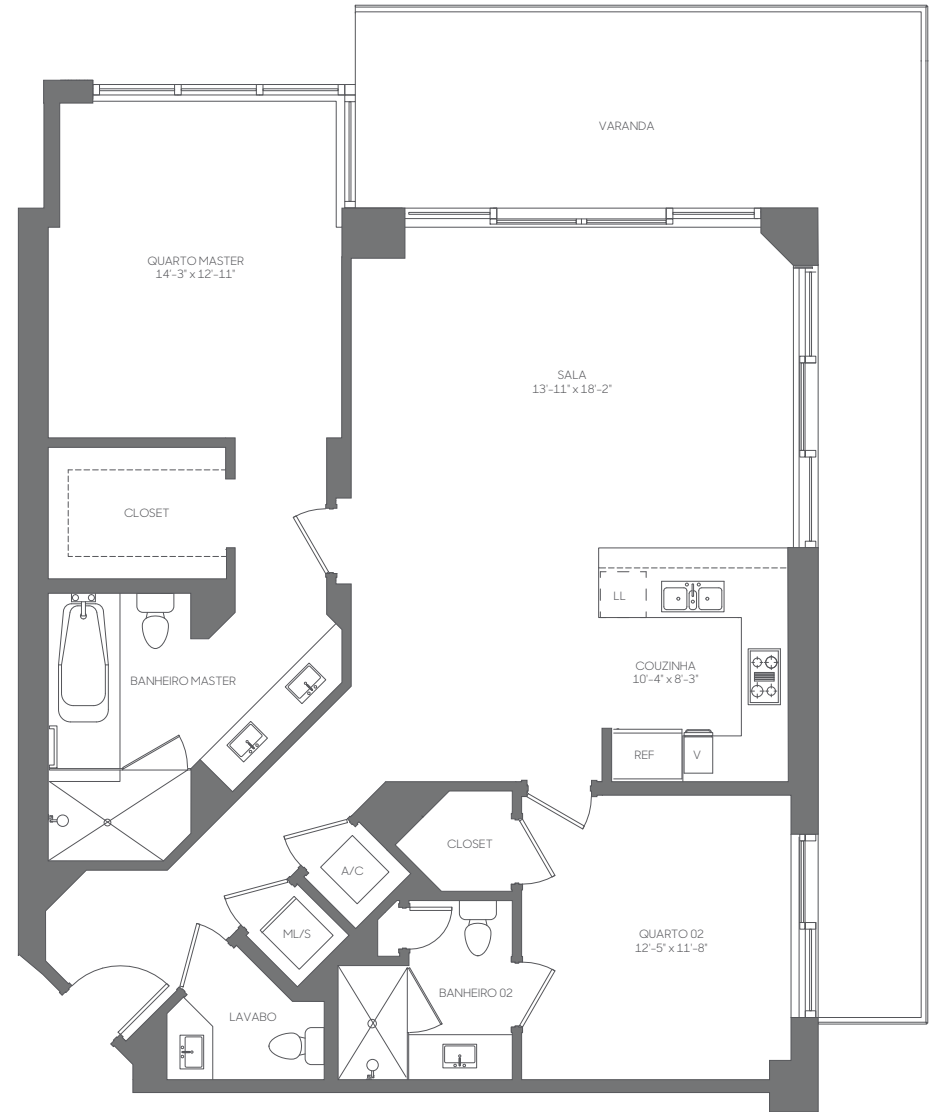 VARANDA
QUARTO MASTER
14'-3" x 12'-11"
SALA
13'-11" x 18'-2"
CLOSET
LL
COUZINHA
10'-4" x 8'-3"
BANHEIRO MASTER
REF
V
CLOSET
A/C
ML/S
QUARTO 02
12'-5" x 11'-8"
BANHEIRO 02
LAVABO